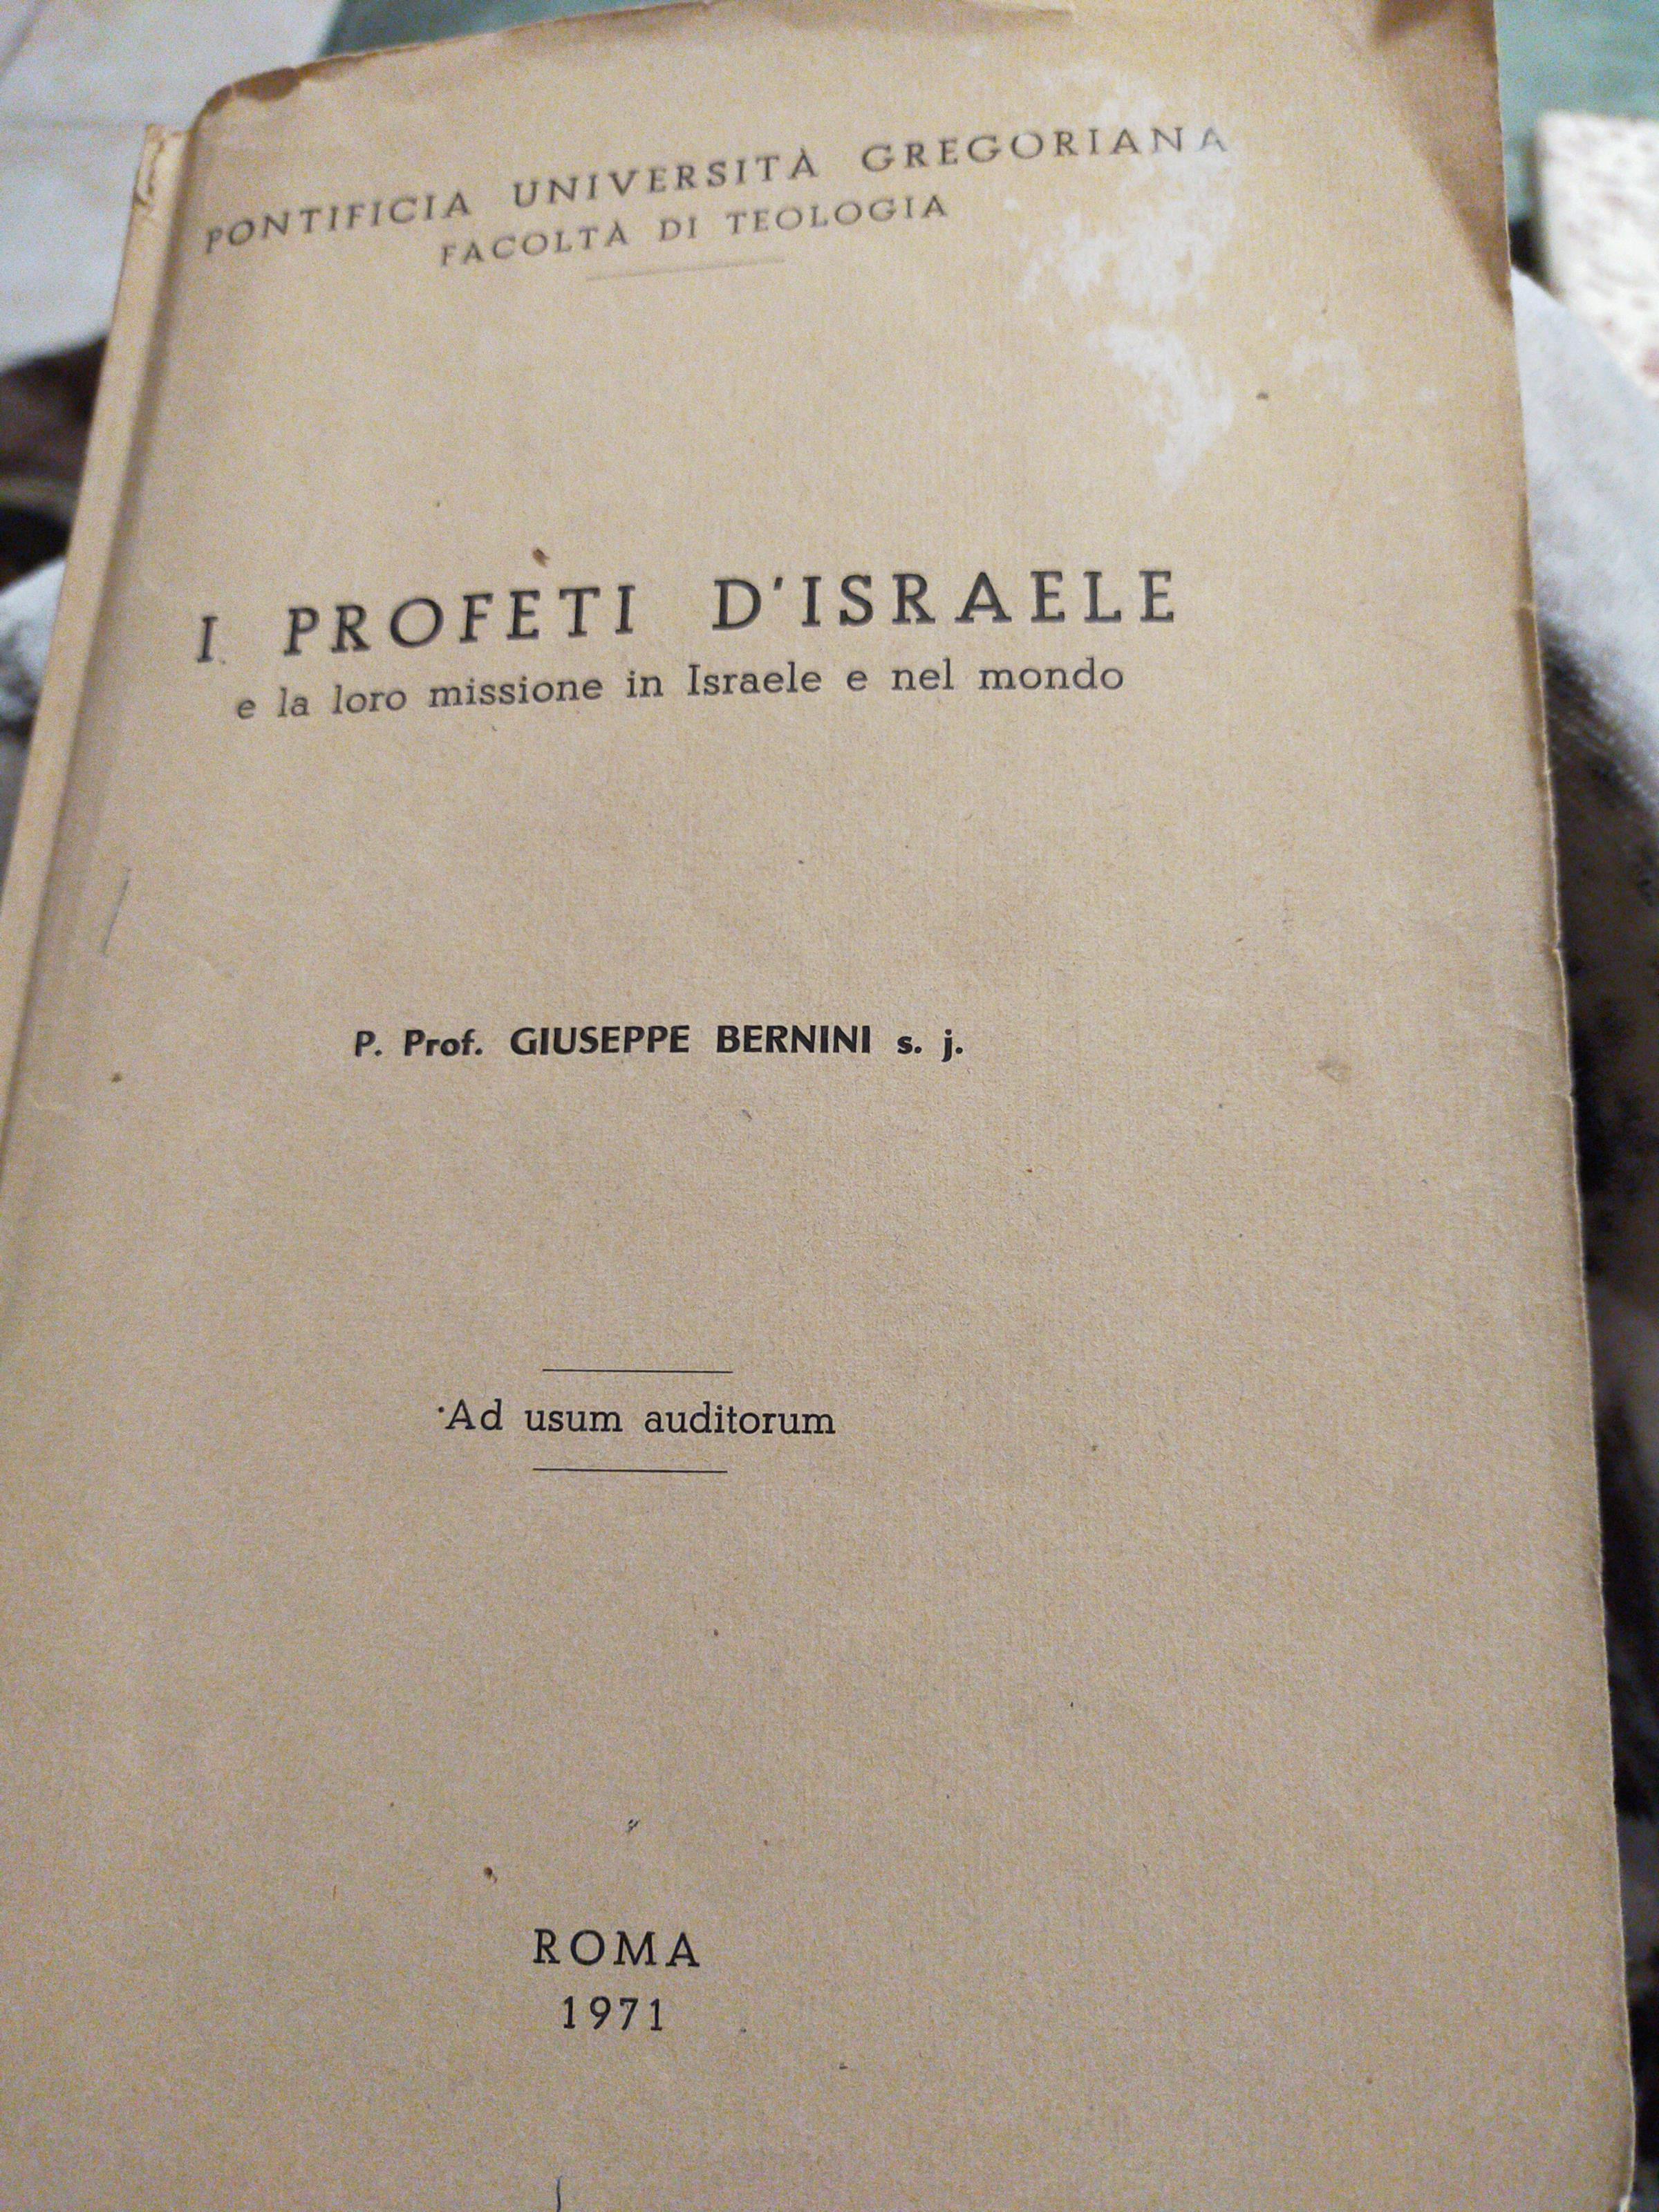 PONTIFICIA UNIVERSITÀ GREGORIANA
FACOLTÀ DI TEOLOGIA
I PROFETI D'ISRAELE
e la loro missione in Israele e nel mondo
P. Prof. GIUSEPPE BERNINI s. j.
Ad usum auditorum
ROMA
1971